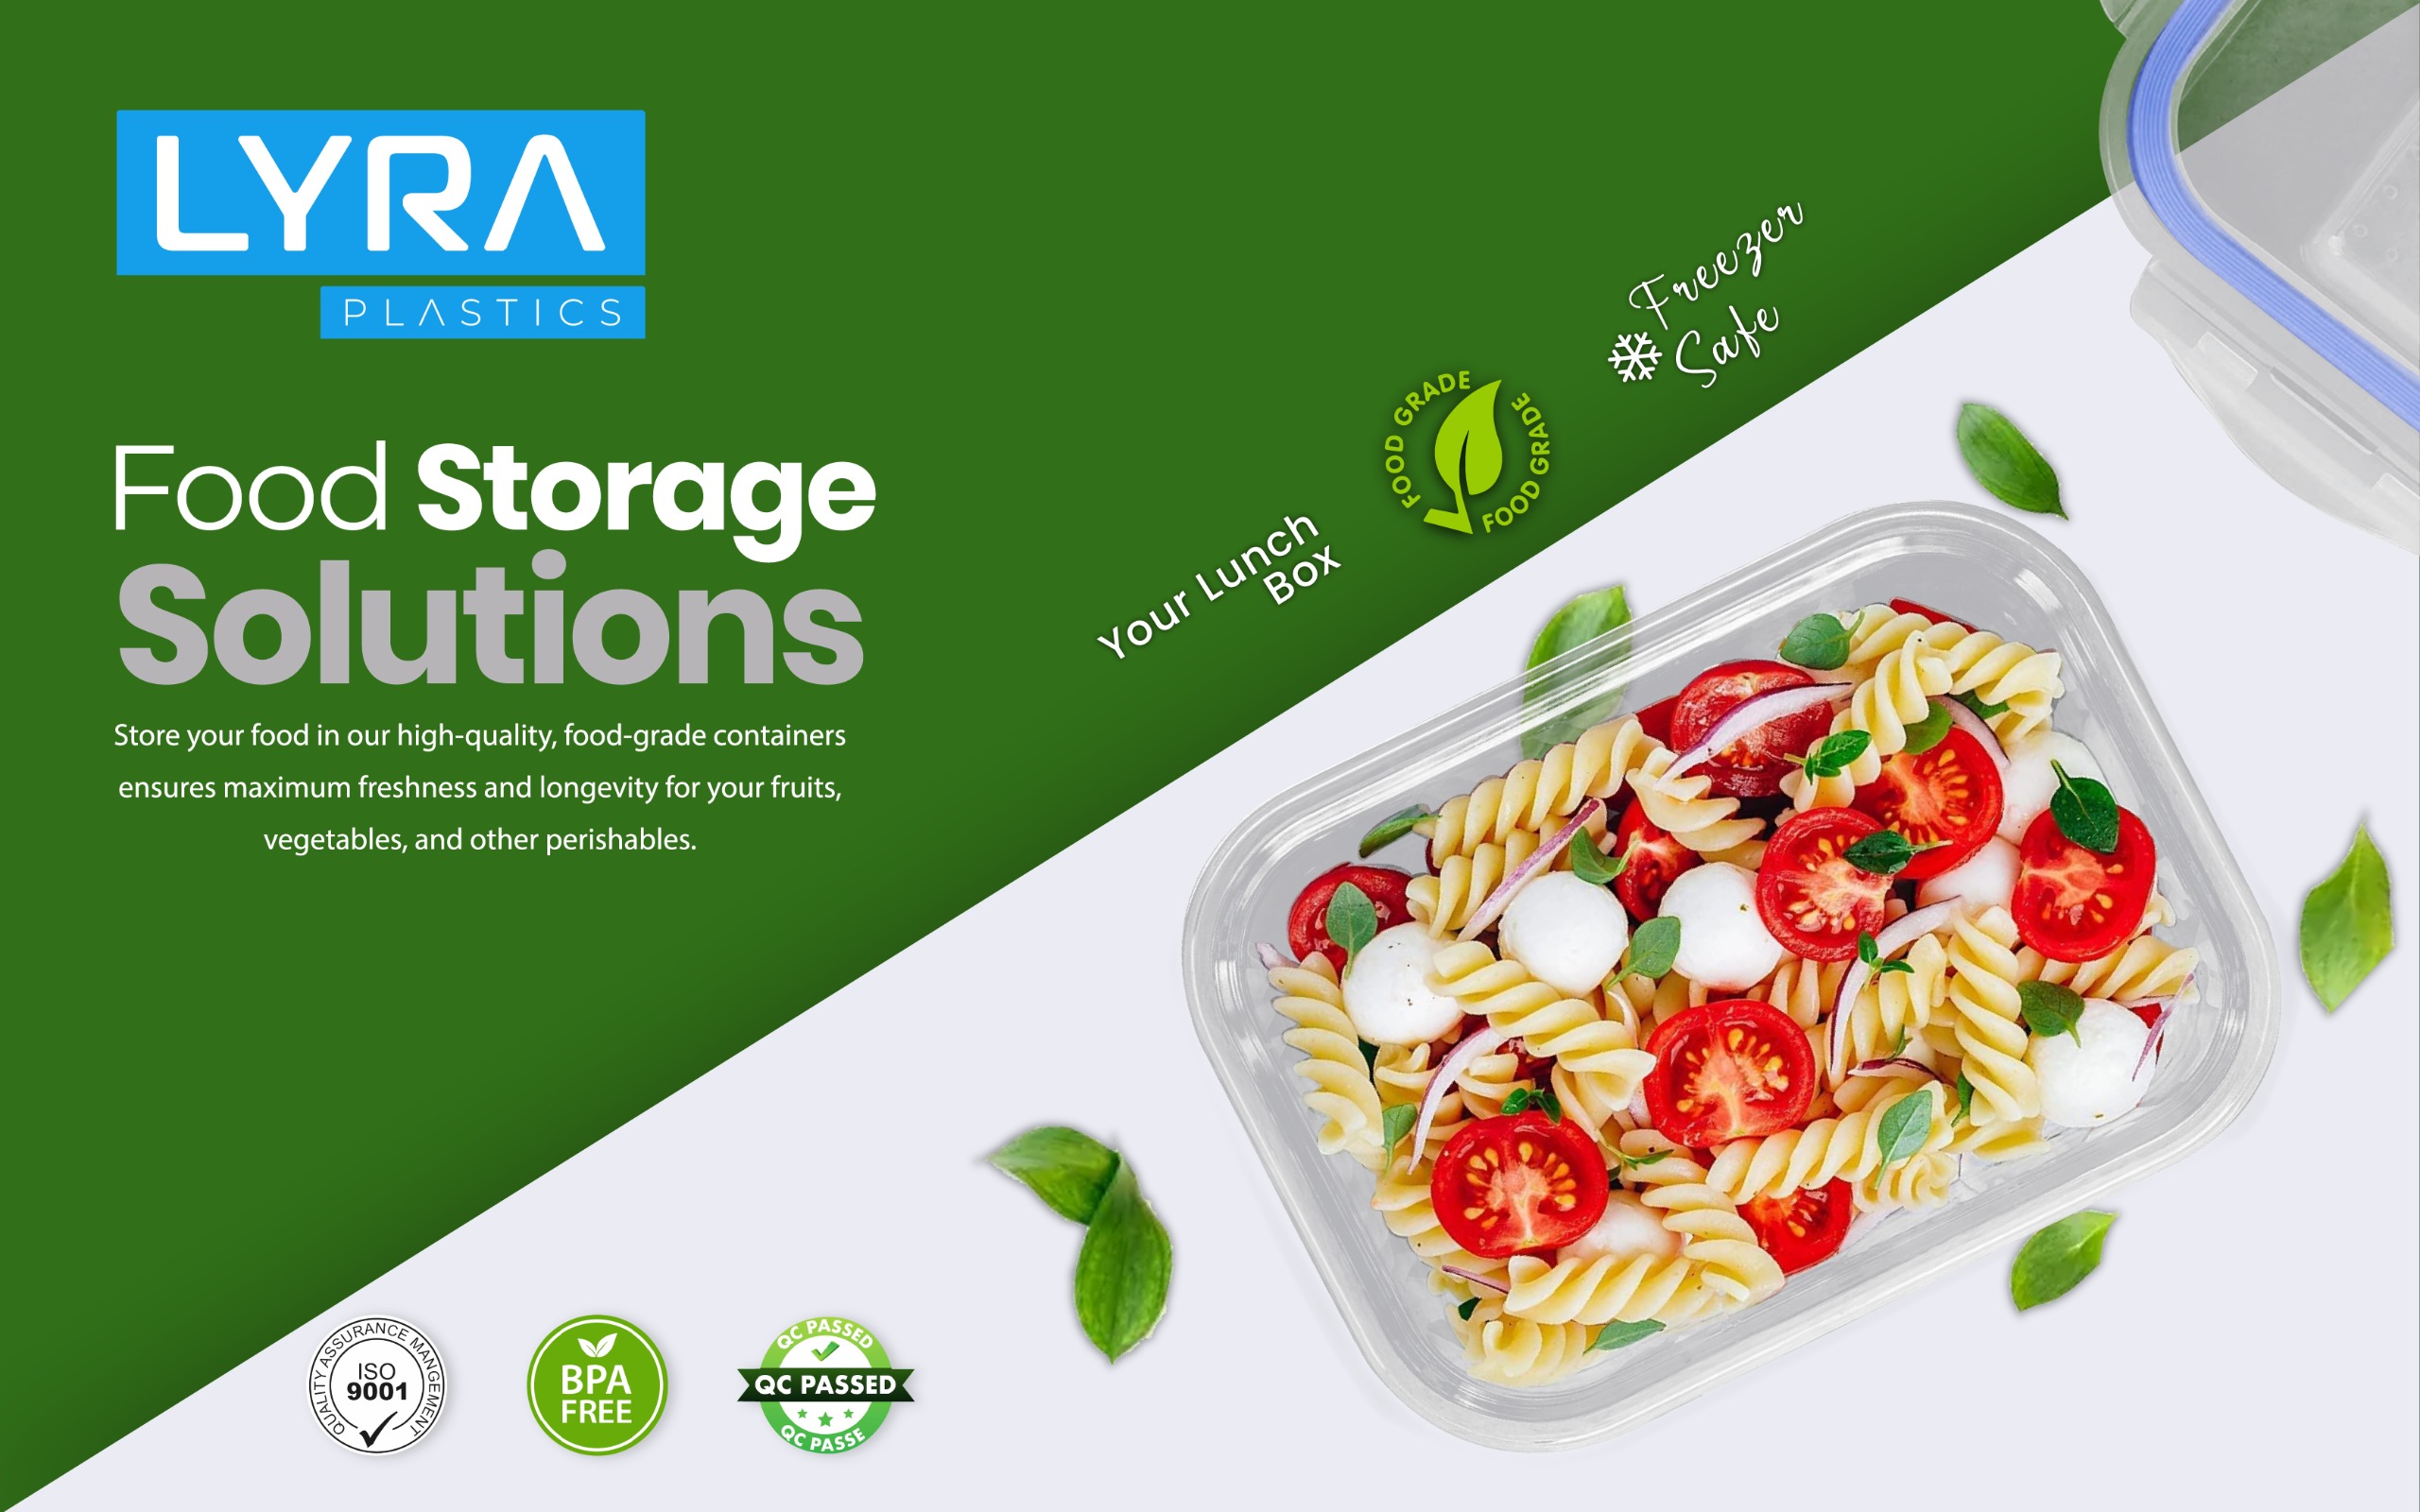 LYRA
PLASTICS
Food Storage
Solutions
Store your food in our high-quality, food-grade containers
ensures maximum freshness and longevity for your fruits,
vegetables, and other perishables.
Your Lunch
Box
FOOD GRADE
FOOD GRADE
Freezer
Safe
QUALITY ASSURANCE MANGEMENT
ISO
9001
BPA
FREE
QC PASSED
QC PASSED
QC PASSE